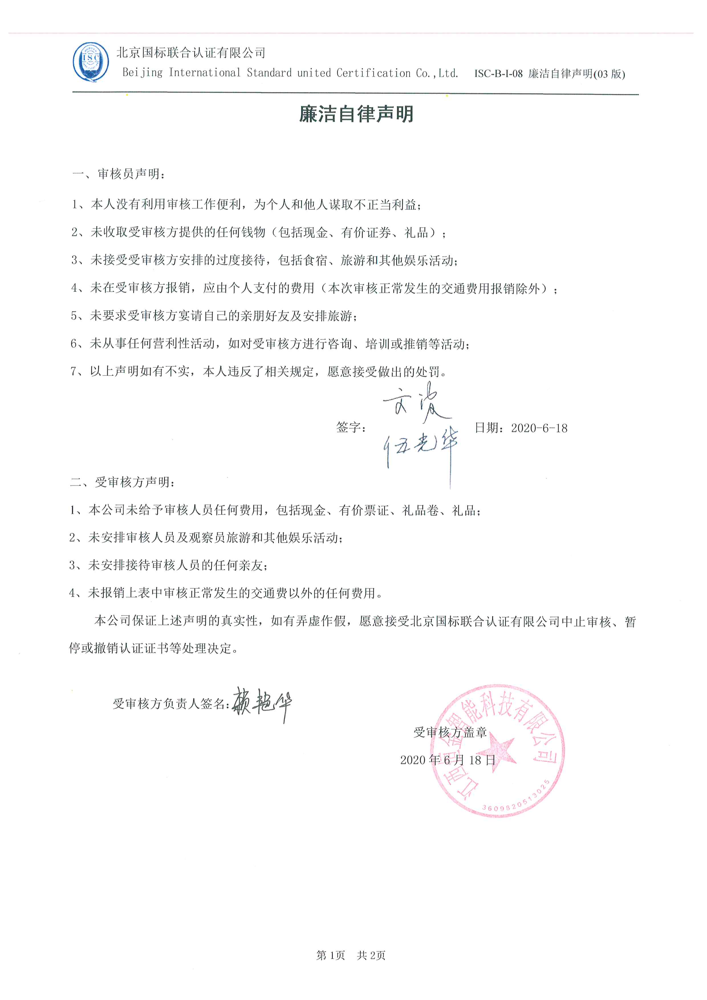 ISC
北京国标联合认证有限公司
Beijing International Standard united Certification Co.,Ltd. ISC-B-I-08 廉洁自律声明(03 版)
廉洁自律声明
一、审核员声明：
1、本人没有利用审核工作便利，为个人和他人谋取不正当利益；
2、未收取受审核方提供的任何钱物（包括现金、有价证券、礼品）；
3、未接受受审核方安排的过度接待，包括食宿、旅游和其他娱乐活动；
4、未在受审核方报销，应由个人支付的费用（本次审核正常发生的交通费用报销除外）；
5、未要求受审核方宴请自己的亲朋好友及安排旅游；
6、未从事任何营利性活动，如对受审核方进行咨询、培训或推销等活动；
7、以上声明如有不实，本人违反了相关规定，愿意接受做出的处罚。
文波
签字： 日期：2020-6-18
伍光华
二、受审核方声明：
1、本公司未给予审核人员任何费用，包括现金、有价票证、礼品卷、礼品；
2、未安排审核人员及观察员旅游和其他娱乐活动；
3、未安排接待审核人员的任何亲友；
4、未报销上表中审核正常发生的交通费以外的任何费用。
本公司保证上述声明的真实性，如有弄虚作假，愿意接受北京国标联合认证有限公司中止审核、暂
停或撤销认证证书等处理决定。
受审核方负责人签名：赖艳华
江西恒金智能科技有限公司
受审核方盖章
2020 年 6 月 18 日
3609820513025
第 1页 共 2页